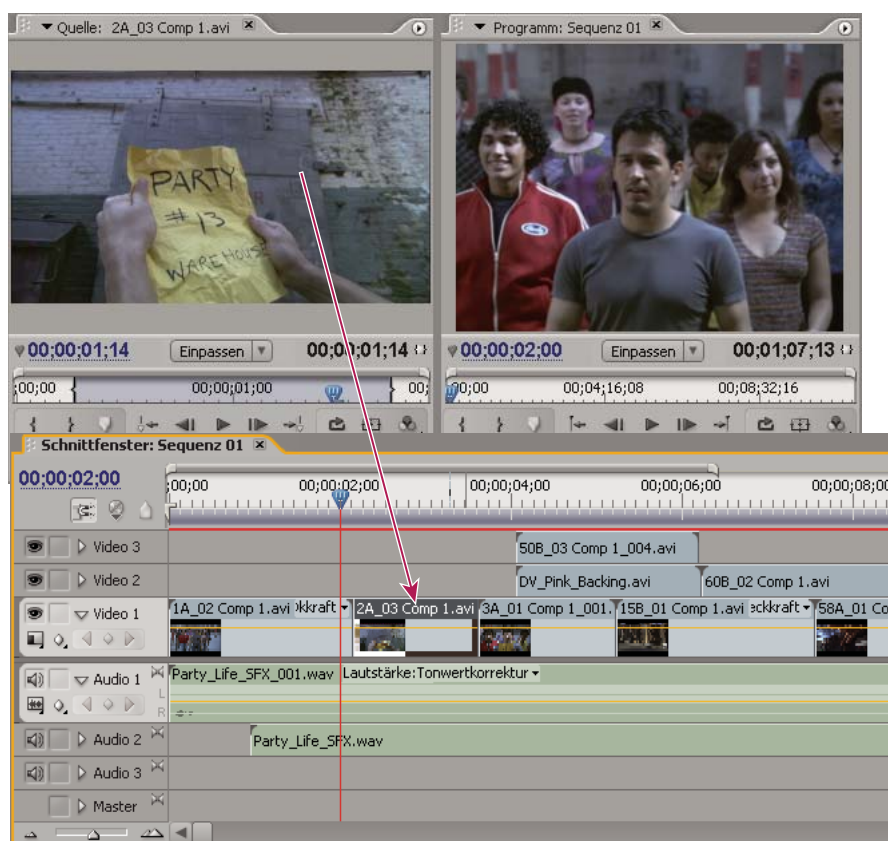 Quelle: 2A_03 Comp 1.avi
Programm: Sequenz 01
PARTY
# 13
WAREHOUSE
00;00;01;14 Einpassen 00;00;01;14
00;00;02;00 Einpassen 00;01;07;13
;00;00 00;00;01;00 00;
00;00 00;04;16;08 00;08;32;16
Schnittfenster: Sequenz 01
00;00;02;00
;00;00 00;00;02;00 00;00;04;00 00;00;06;00 00;00;08;00
Video 3 50B_03 Comp 1_004.avi
Video 2 DV_Pink_Backing.avi 60B_02 Comp 1.avi
Video 1 1A_02 Comp 1.avi 2A_03 Comp 1.avi 3A_01 Comp 1_001. 15B_01 Comp 1.avi eckkraft 58A_01 Co
Audio 1 Party_Life_SFX_001.wav Lautstärke:Tonwertkorrektur
L
R
Audio 2 Party_Life_SFX.wav
Audio 3
Master